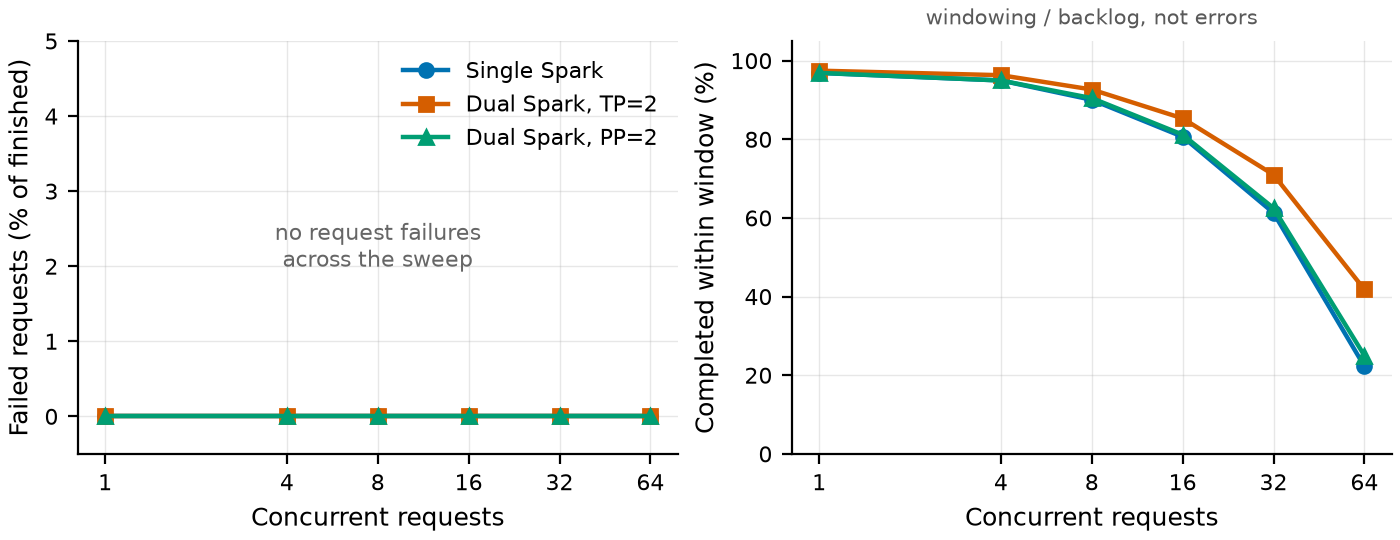 Failed requests (% of finished)
5
4
3
2
1
0
Single Spark
Dual Spark, TP=2
Dual Spark, PP=2
no request failures
across the sweep
1
4
8
16
32
64
Concurrent requests
windowing / backlog, not errors
Completed within window (%)
100
80
60
40
20
0
1
4
8
16
32
64
Concurrent requests